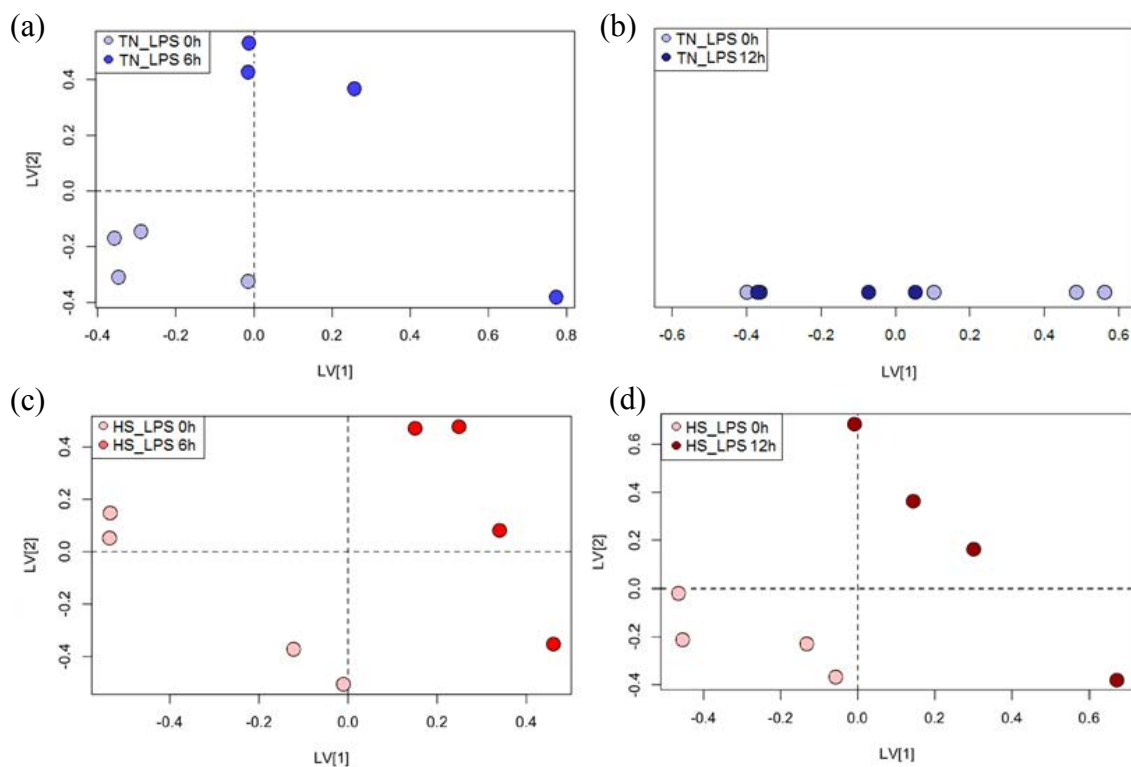 (a)
TN_LPS 0h
TN_LPS 6h
LV[2]
0.4
0.2
0.0
-0.2
-0.4
-0.4 -0.2 0.0 0.2 0.4 0.6 0.8
LV[1]
(b)
TN_LPS 0h
TN_LPS 12h
-0.6 -0.4 -0.2 0.0 0.2 0.4 0.6
LV[1]
(c)
HS_LPS 0h
HS_LPS 6h
LV[2]
0.4
0.2
0.0
-0.2
-0.4
-0.4 -0.2 0.0 0.2 0.4
LV[1]
(d)
HS_LPS 0h
HS_LPS 12h
LV[2]
0.6
0.4
0.2
0.0
-0.2
-0.4
-0.4 -0.2 0.0 0.2 0.4 0.6
LV[1]